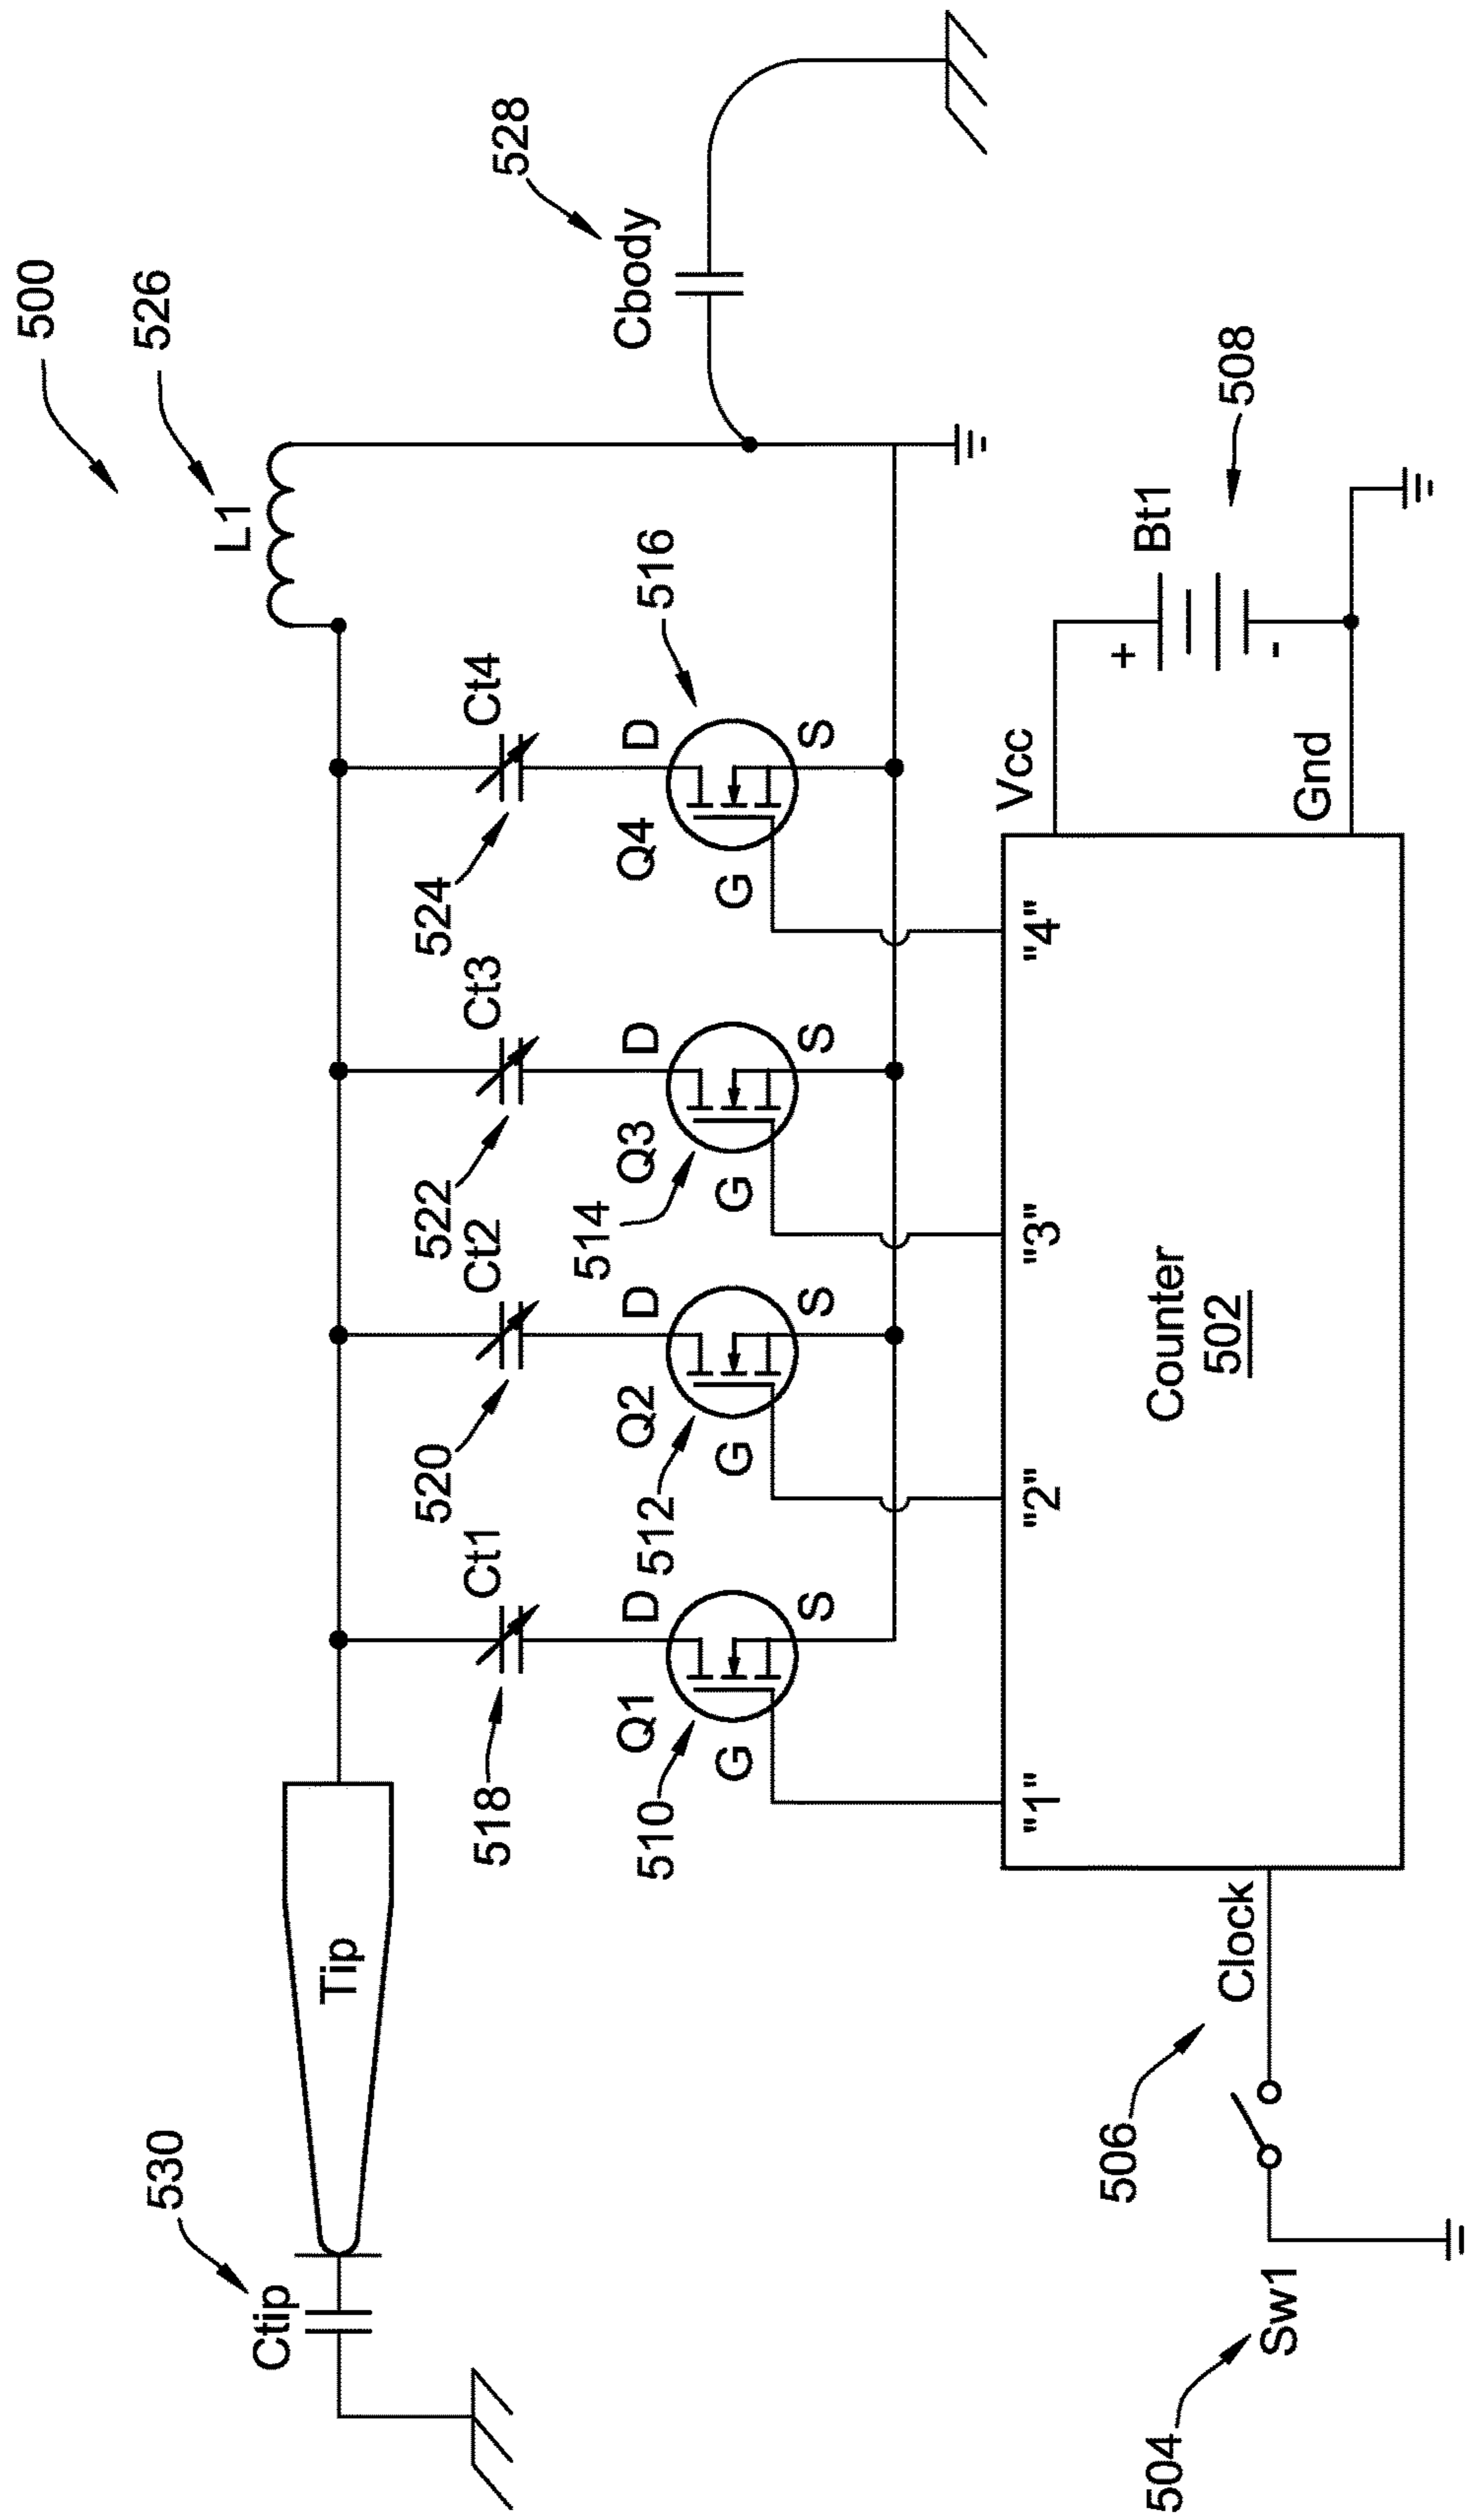 500
526
L1
528
Cbody
530
Ctip
Tip
Ct1
518
Ct2
520
Ct3
522
Ct4
524
Q1
D
G
S
510
Q2
D
G
S
512
Q3
D
G
S
514
Q4
D
G
S
516
"1"
"2"
"3"
"4"
Counter
502
Vcc
Gnd
+
-
Bt1
508
Clock
506
Sw1
504